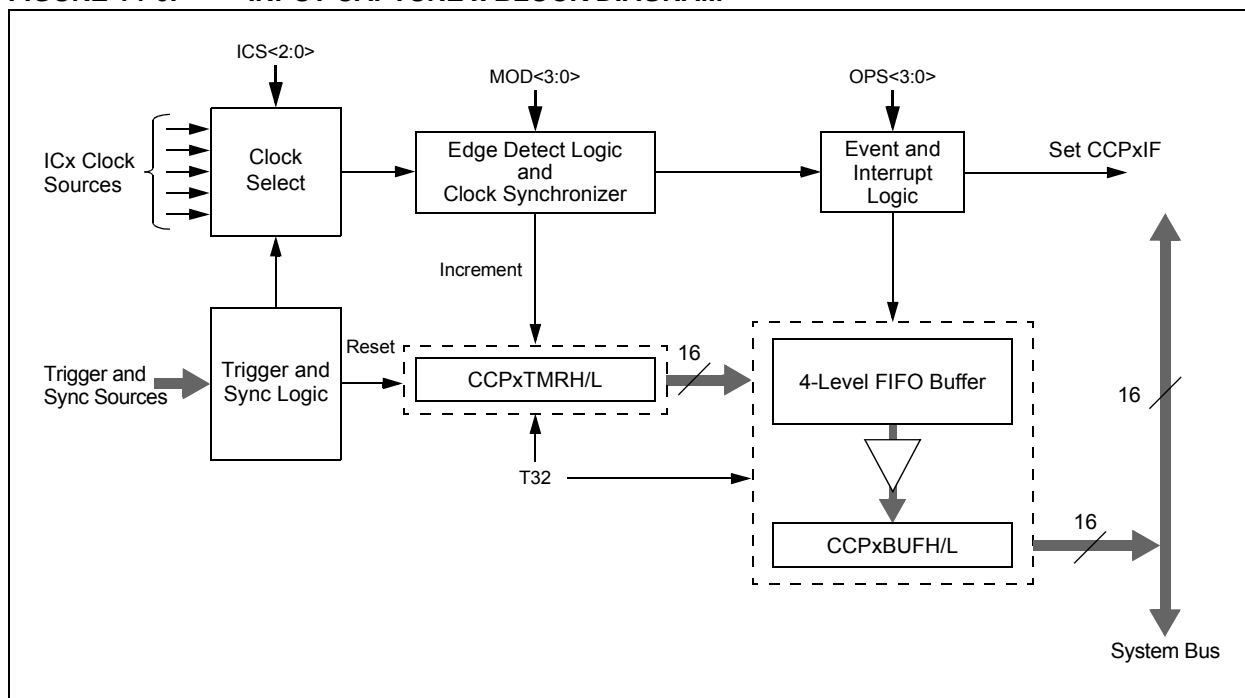 ICS<2:0>
MOD<3:0>
OPS<3:0>
ICx Clock
Sources
Clock
Select
Edge Detect Logic
and
Clock Synchronizer
Event and
Interrupt
Logic
Set CCPxIF
Increment
Reset
Trigger and
Sync Sources
Trigger and
Sync Logic
CCPxTMRH/L
16
4-Level FIFO Buffer
16
T32
CCPxBUFH/L
16
System Bus